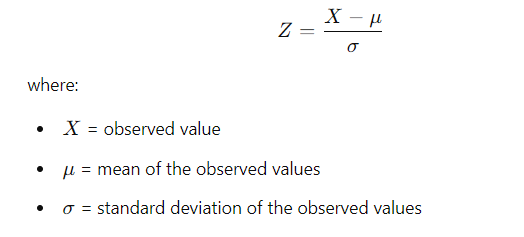 Z = (X − μ) / σ
where:
• X = observed value
• μ = mean of the observed values
• σ = standard deviation of the observed values